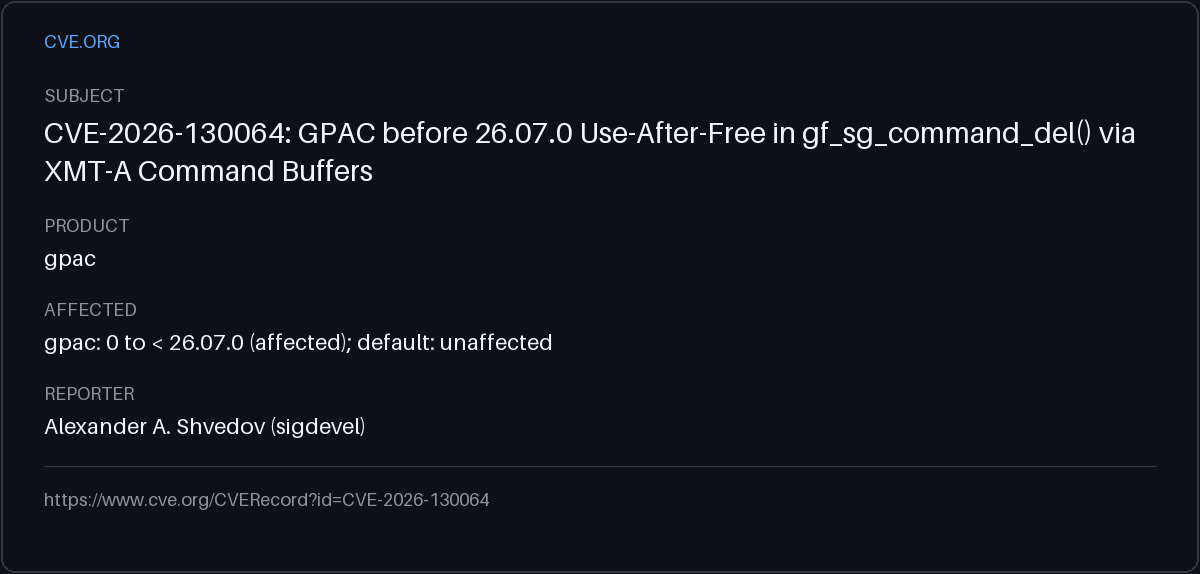 CVE.ORG
SUBJECT
CVE-2026-130064: GPAC before 26.07.0 Use-After-Free in gf_sg_command_del() via
XMT-A Command Buffers
PRODUCT
gpac
AFFECTED
gpac: 0 to < 26.07.0 (affected); default: unaffected
REPORTER
Alexander A. Shvedov (sigdevel)
https://www.cve.org/CVERecord?id=CVE-2026-130064